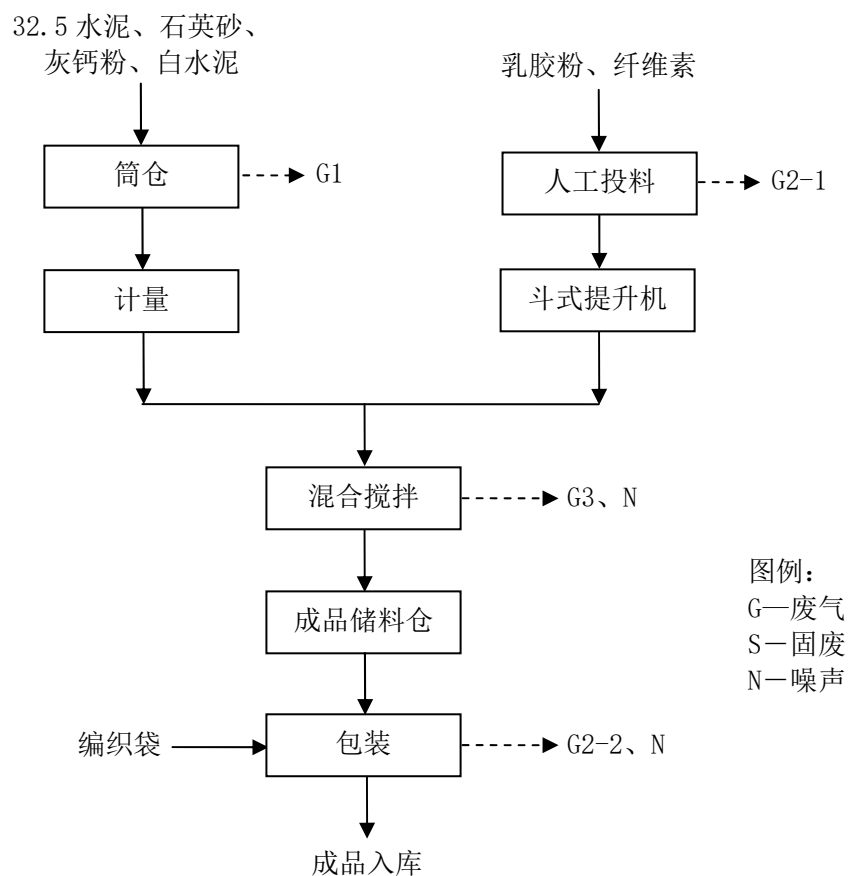 32.5 水泥、石英砂、
灰钙粉、白水泥
乳胶粉、纤维素
筒仓
G1
人工投料
G2-1
计量
斗式提升机
混合搅拌
G3、N
成品储料仓
图例：
G—废气
S－固废
N－噪声
编织袋
包装
G2-2、N
成品入库